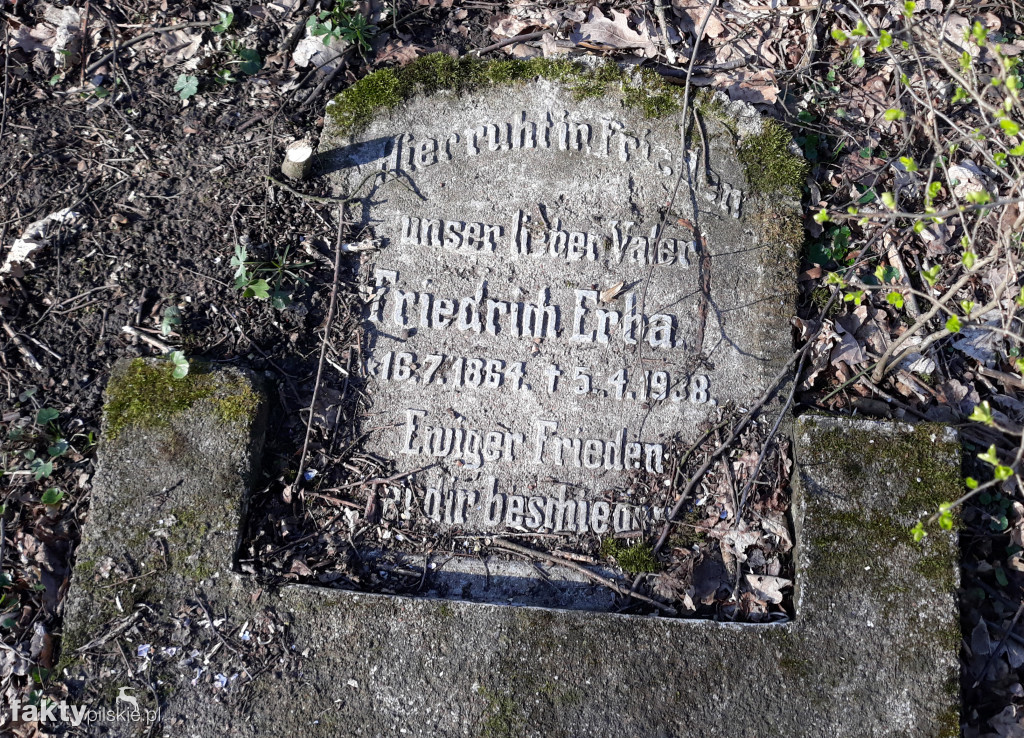 Hier ruht in Frieden
unser lieber Vater
Friedrich Erba.
*16.7.1864. † 5.4.1938.
Ewiger Frieden
sei dir beschieden
faktypilskie.pl